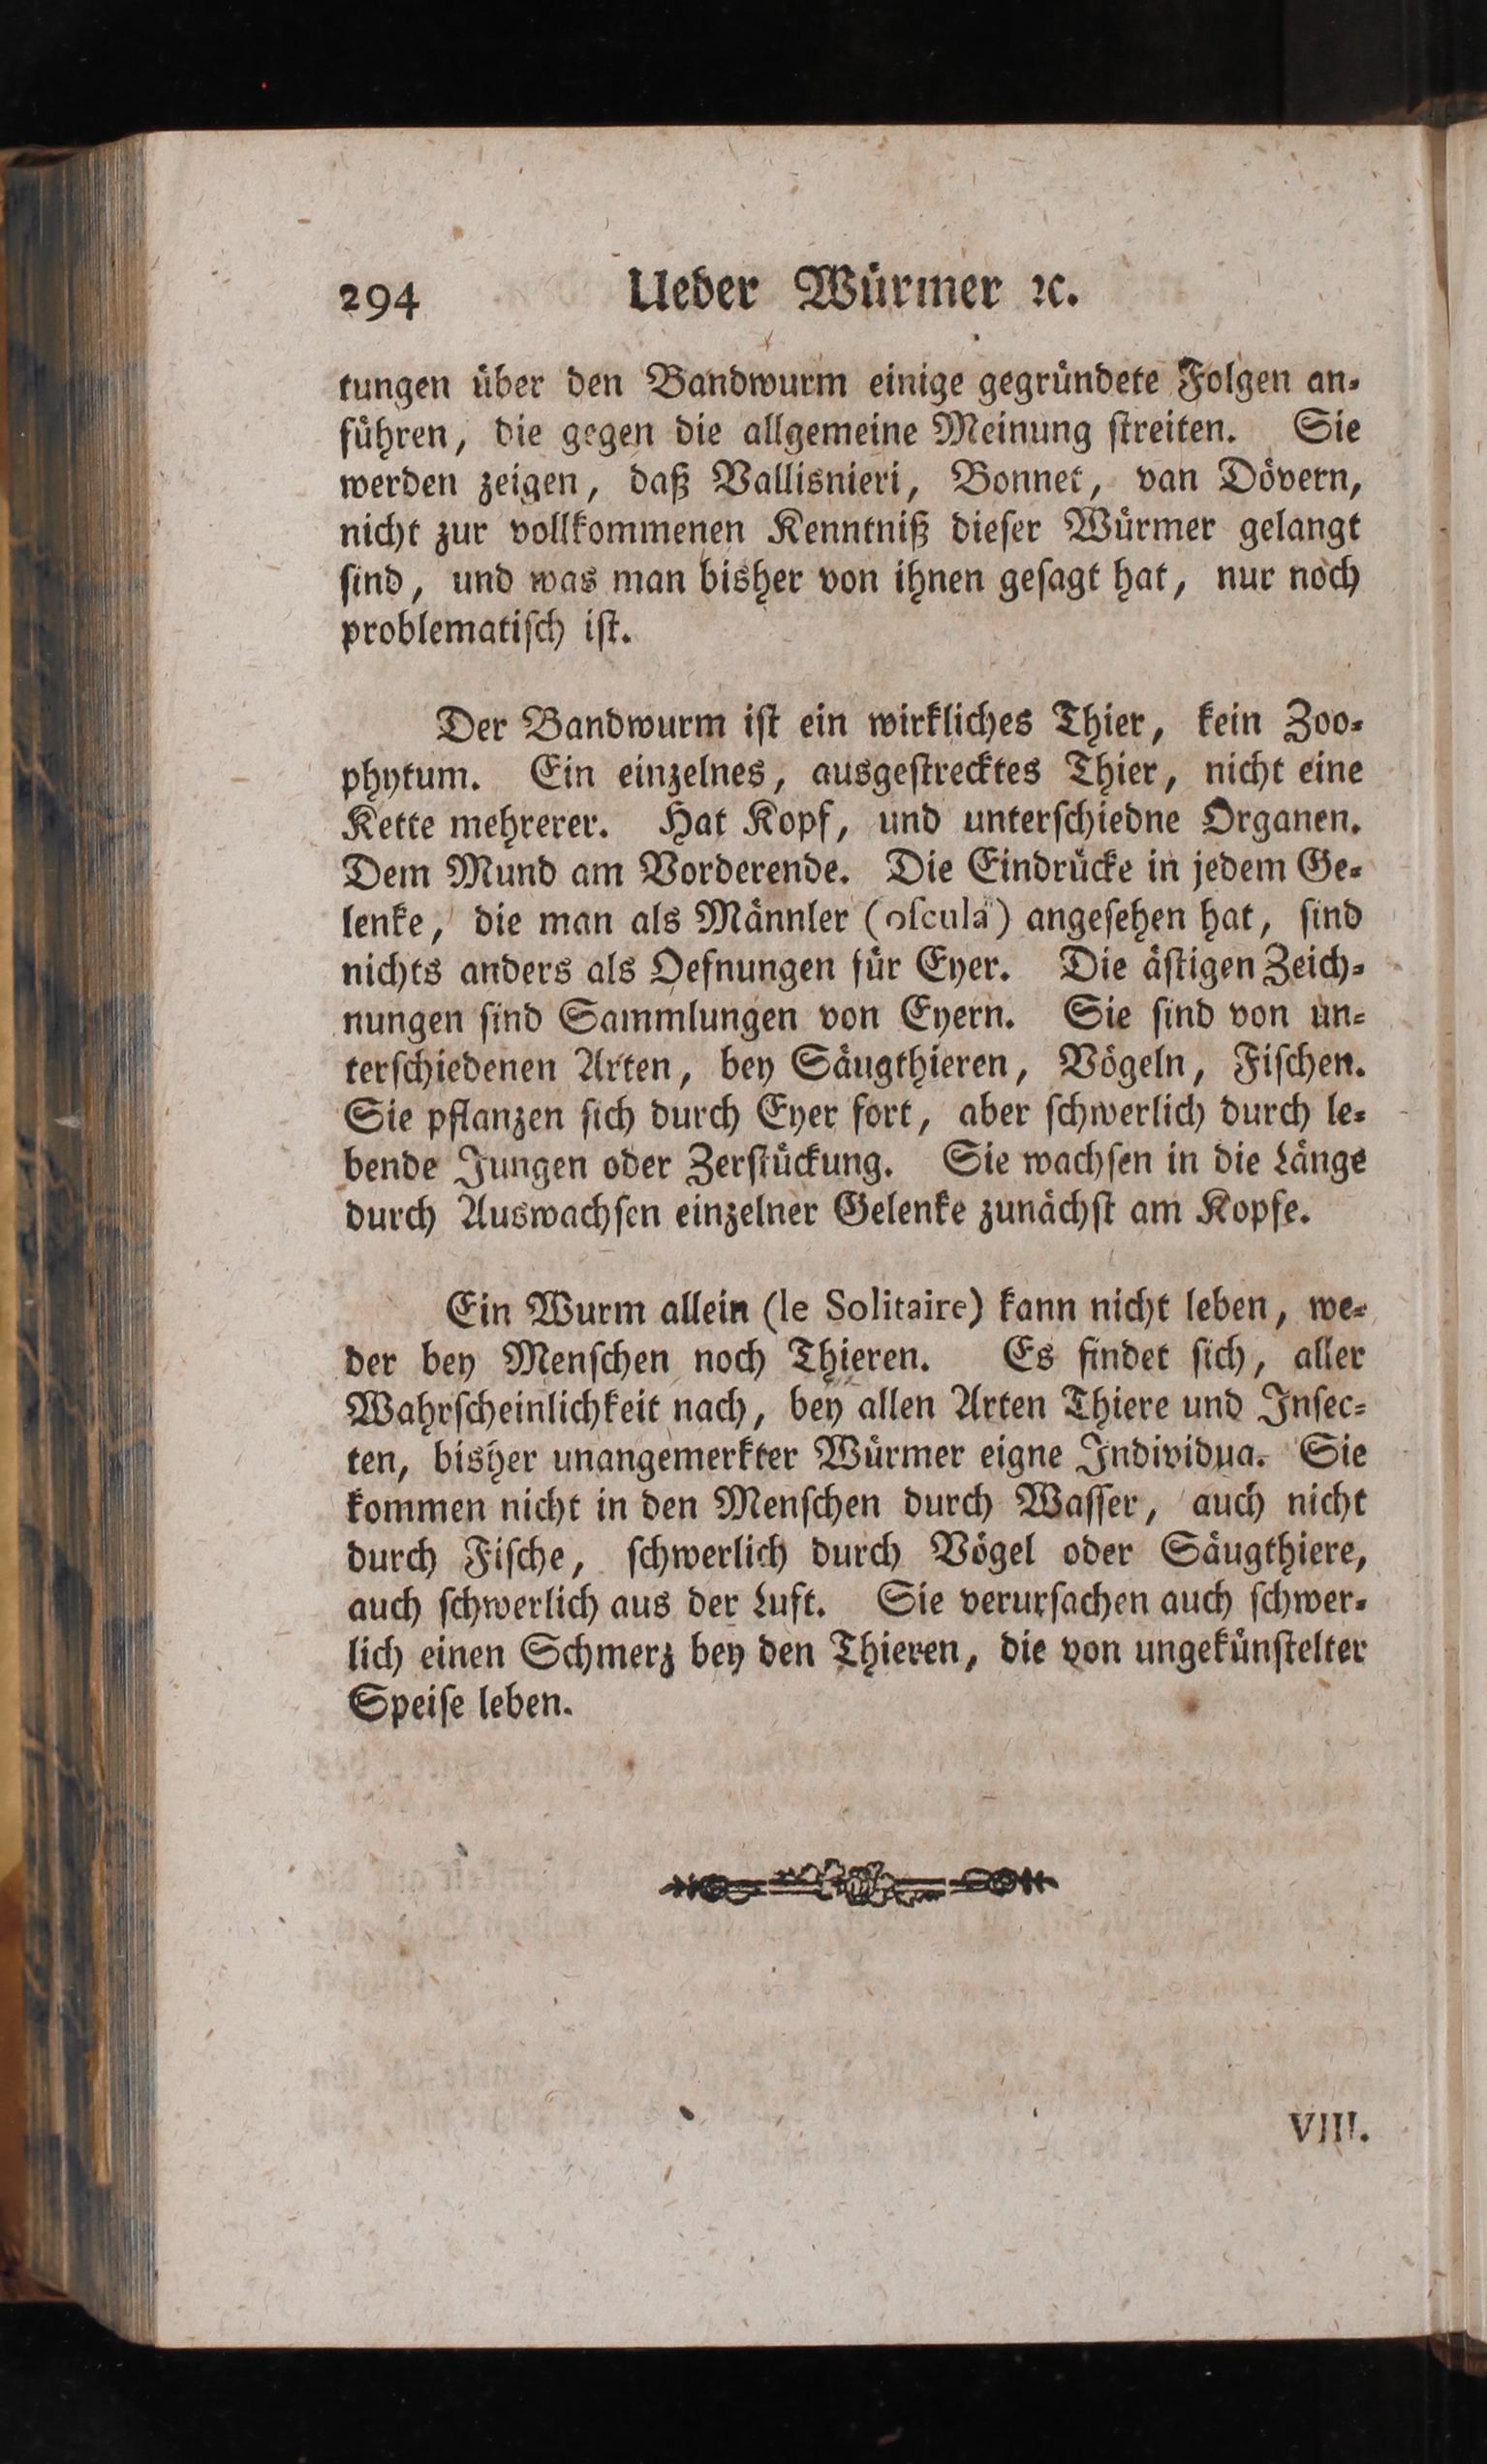 294 Ueber Würmer ꝛc.
tungen über den Bandwurm einige gegründete Folgen an-
führen, die gegen die allgemeine Meinung ſtreiten. Sie
werden zeigen, daß Vallisnieri, Bonnet, van Dövern,
nicht zur vollkommenen Kenntniß dieſer Würmer gelangt
ſind, und was man bisher von ihnen geſagt hat, nur noch
problematiſch iſt.
Der Bandwurm iſt ein wirkliches Thier, kein Zoo-
phytum. Ein einzelnes, ausgeſtrecktes Thier, nicht eine
Kette mehrerer. Hat Kopf, und unterſchiedne Organen.
Dem Mund am Vorderende. Die Eindrücke in jedem Ge-
lenke, die man als Männler (oſcula) angeſehen hat, ſind
nichts anders als Oefnungen für Eyer. Die äſtigen Zeich-
nungen ſind Sammlungen von Eyern. Sie ſind von un-
terſchiedenen Arten, bey Säugthieren, Vögeln, Fiſchen.
Sie pflanzen ſich durch Eyer fort, aber ſchwerlich durch le-
bende Jungen oder Zerſtückung. Sie wachſen in die Länge
durch Auswachſen einzelner Gelenke zunächſt am Kopfe.
Ein Wurm allein (le Solitaire) kann nicht leben, we-
der bey Menſchen noch Thieren. Es findet ſich, aller
Wahrſcheinlichkeit nach, bey allen Arten Thiere und Inſec-
ten, bisher unangemerkter Würmer eigne Individua. Sie
kommen nicht in den Menſchen durch Waſſer, auch nicht
durch Fiſche, ſchwerlich durch Vögel oder Säugthiere,
auch ſchwerlich aus der Luft. Sie verurſachen auch ſchwer-
lich einen Schmerz bey den Thieren, die von ungekünſtelter
Speiſe leben.
VIII.